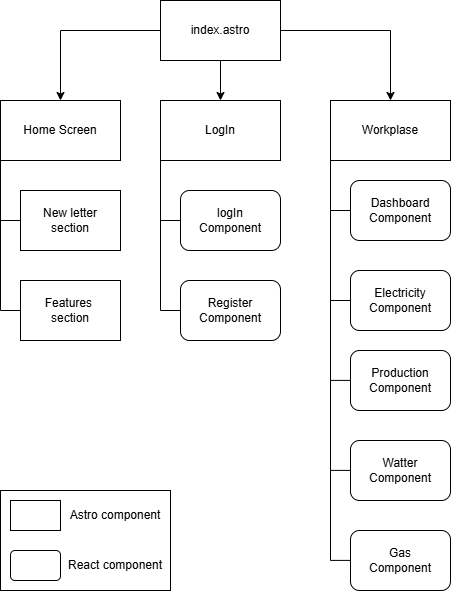 index.astro
Home Screen
LogIn
Workplase
New letter
section
Features
section
logIn
Component
Register
Component
Dashboard
Component
Electricity
Component
Production
Component
Watter
Component
Gas
Component
Astro component
React component